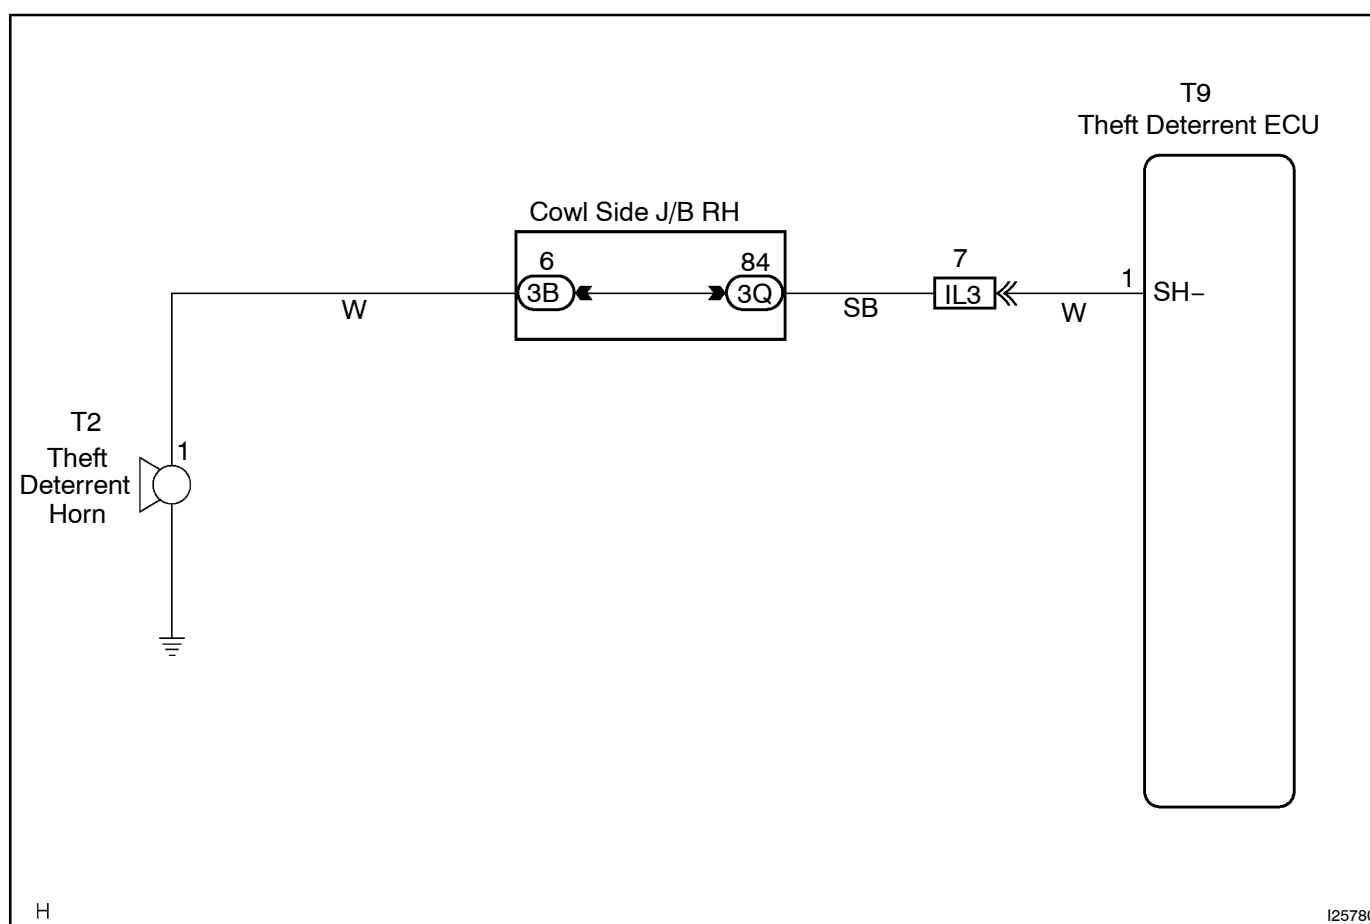 T9
Theft Deterrent ECU
Cowl Side J/B RH
6
84
7
3B
3Q
IL3
1
SH−
W
SB
W
T2
1
Theft
Deterrent
Horn
H
I25780